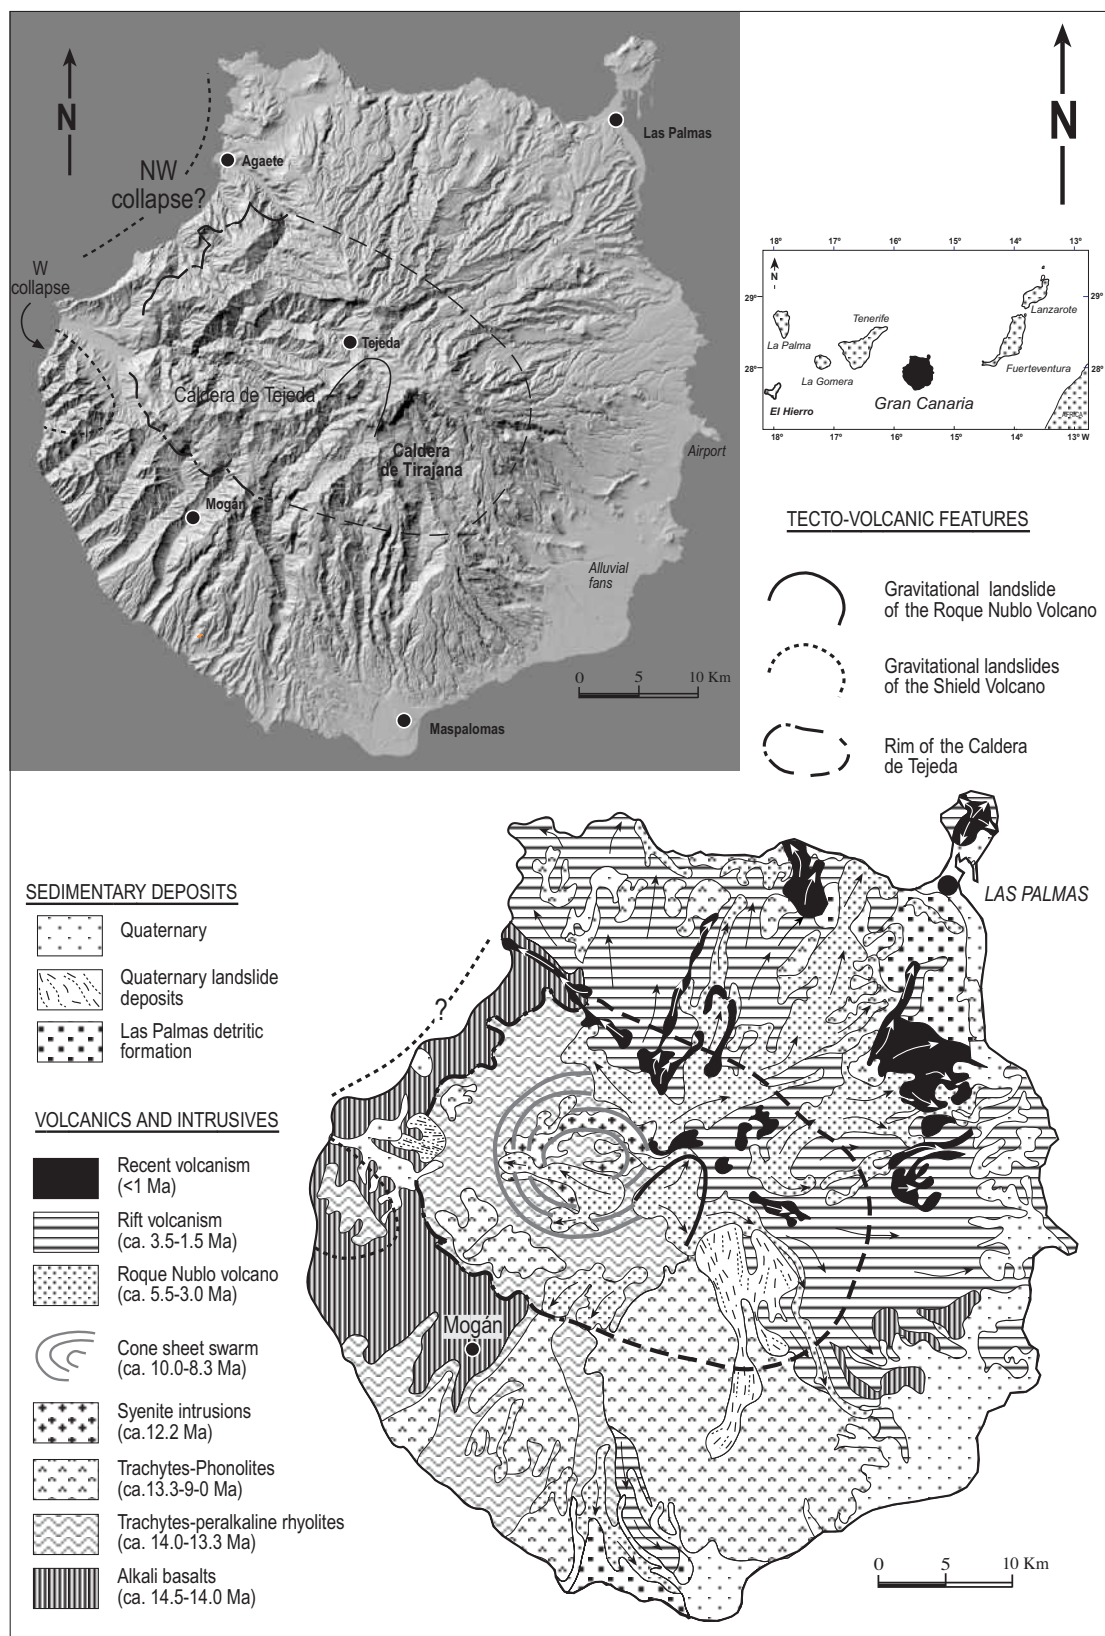 N
NW
collapse?
W
collapse
Agaete
Las Palmas
Tejeda
Caldera de Tejeda
Caldera
de Tirajana
Airport
Mogán
Alluvial
fans
0 5 10 Km
Maspalomas
N
18° 17° 16° 15° 14° 13°
N
29°
29°
Lanzarote
Tenerife
La Palma
Fuerteventura
28°
28°
La Gomera
Gran Canaria
El Hierro
AFRICA
18° 17° 16° 15° 14° 13° W
TECTO-VOLCANIC FEATURES
Gravitational landslide
of the Roque Nublo Volcano
Gravitational landslides
of the Shield Volcano
Rim of the Caldera
de Tejeda
SEDIMENTARY DEPOSITS
Quaternary
Quaternary landslide
deposits
Las Palmas detritic
formation
VOLCANICS AND INTRUSIVES
Recent volcanism
(<1 Ma)
Rift volcanism
(ca. 3.5-1.5 Ma)
Roque Nublo volcano
(ca. 5.5-3.0 Ma)
Cone sheet swarm
(ca. 10.0-8.3 Ma)
Syenite intrusions
(ca.12.2 Ma)
Trachytes-Phonolites
(ca.13.3-9-0 Ma)
Trachytes-peralkaline rhyolites
(ca. 14.0-13.3 Ma)
Alkali basalts
(ca. 14.5-14.0 Ma)
LAS PALMAS
?
Mogán
0 5 10 Km